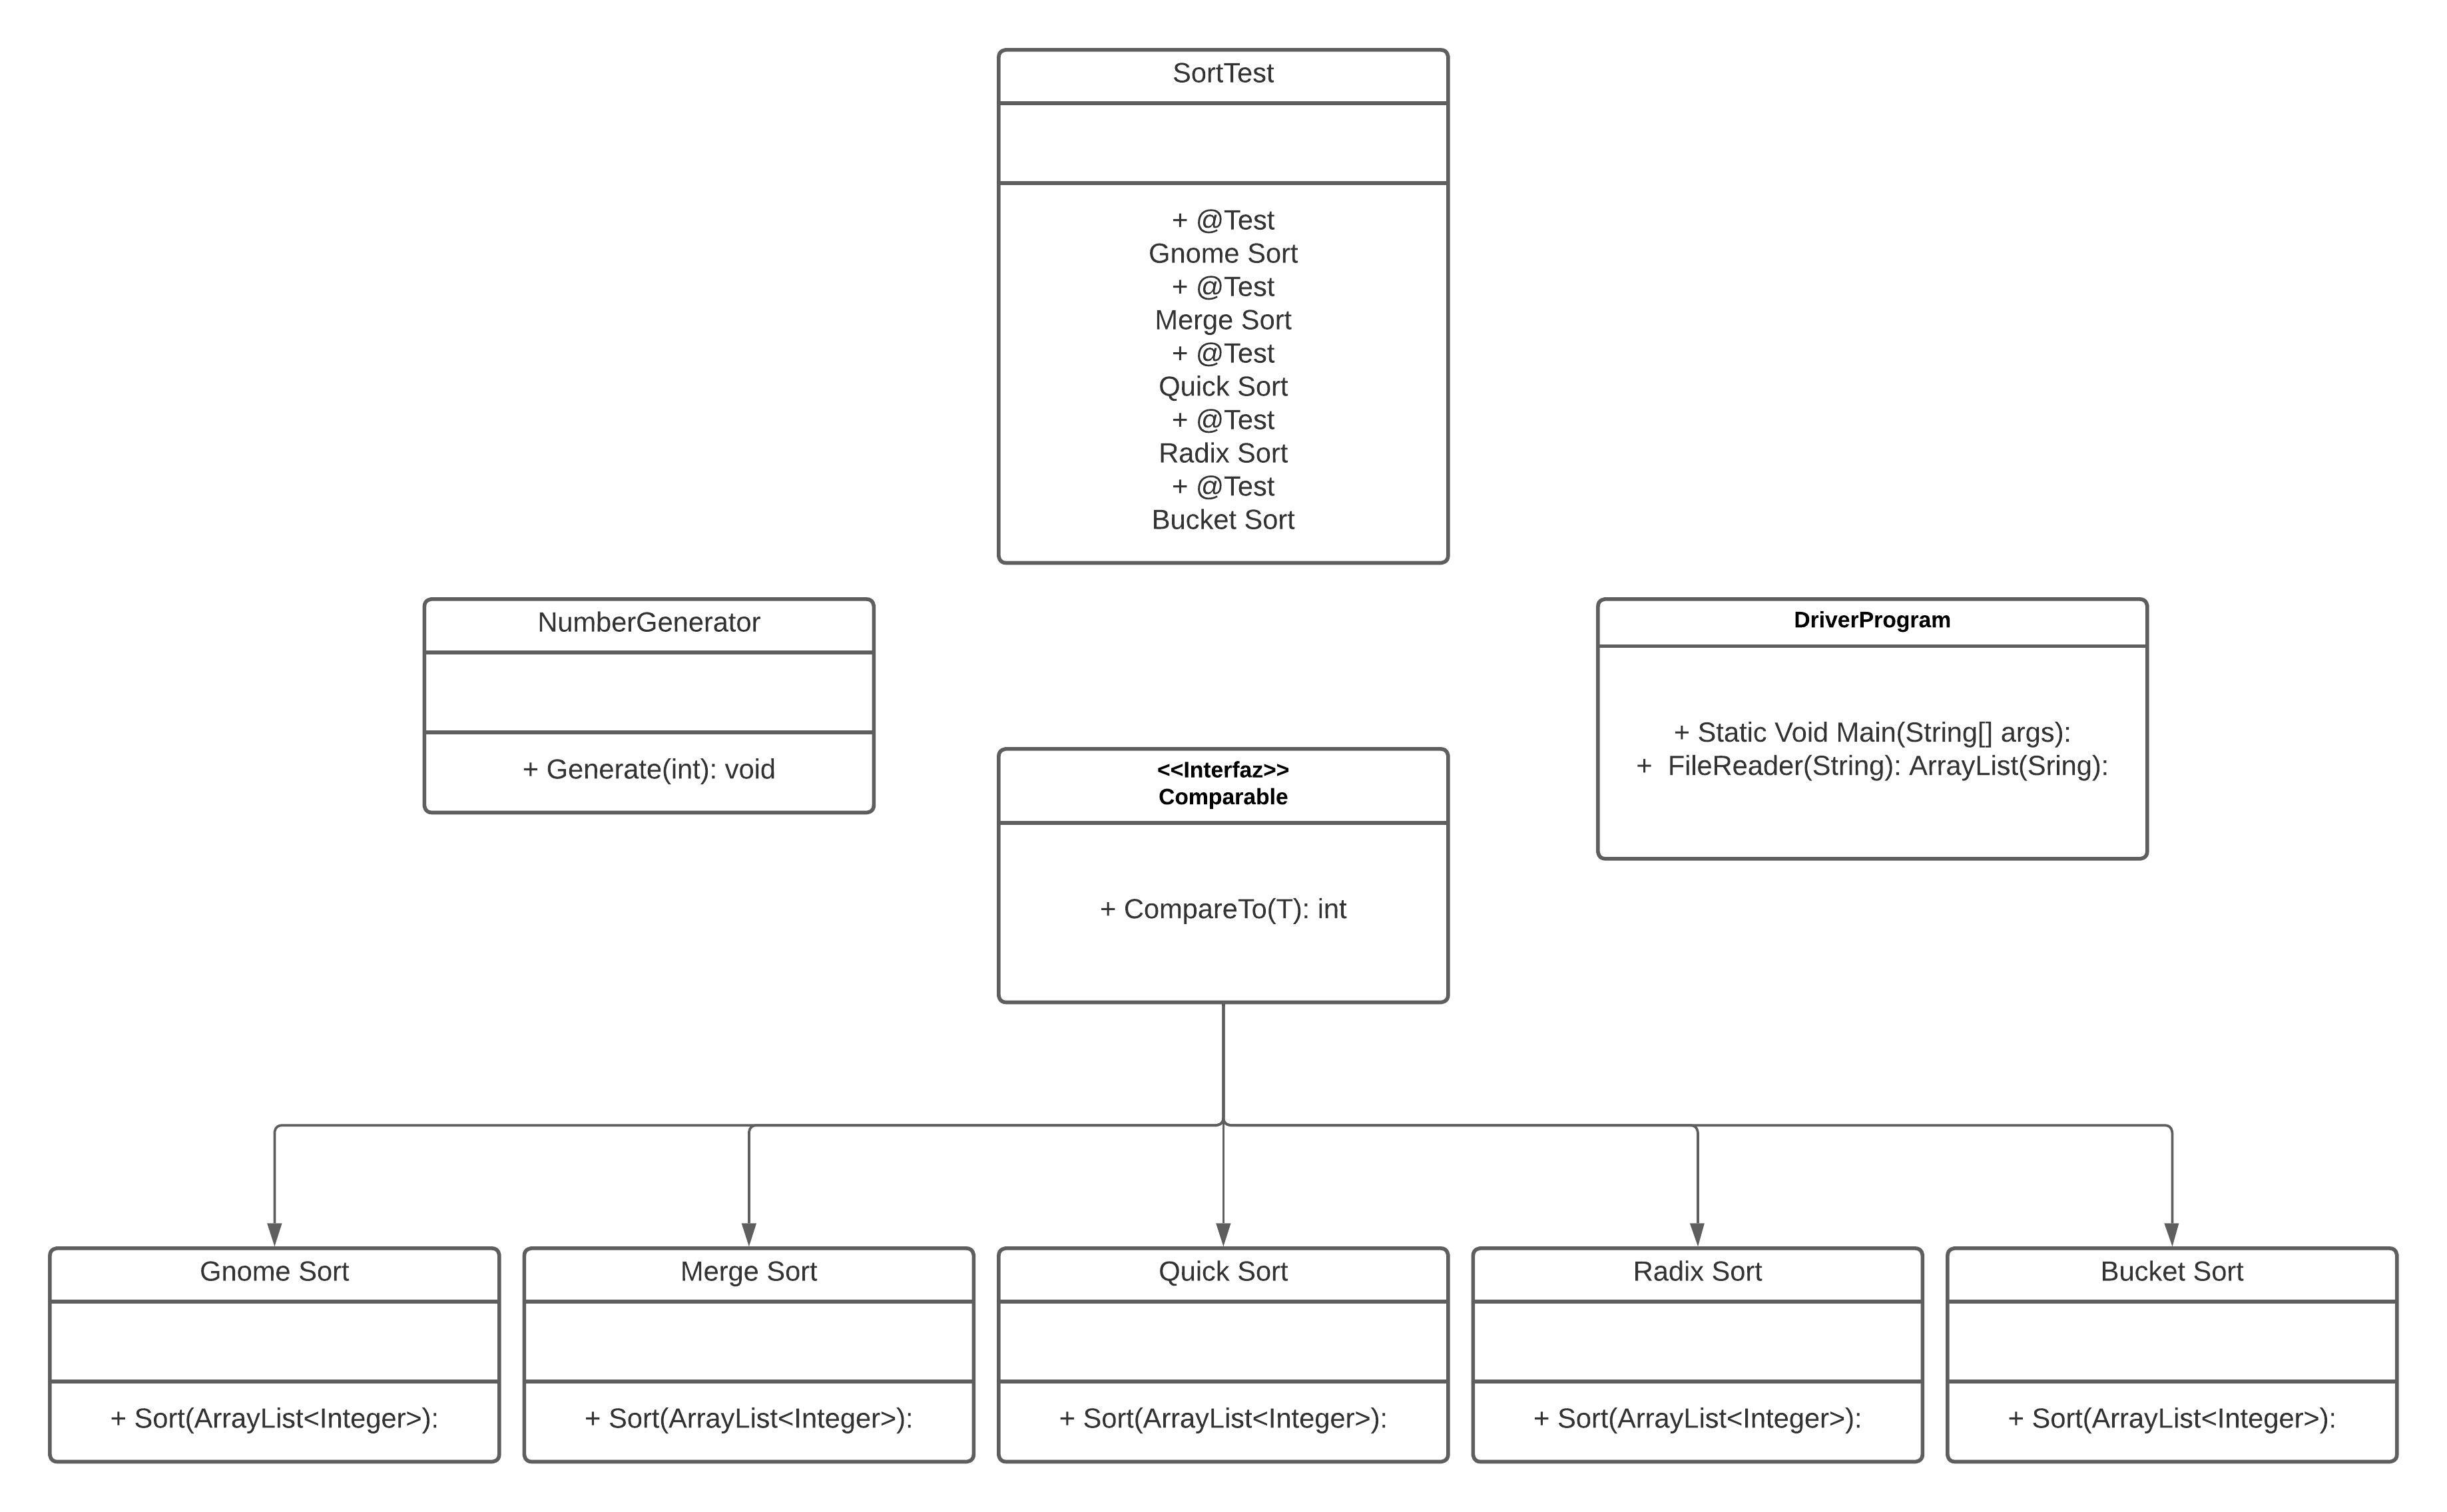 SortTest
+ @Test
Gnome Sort
+ @Test
Merge Sort
+ @Test
Quick Sort
+ @Test
Radix Sort
+ @Test
Bucket Sort
NumberGenerator
+ Generate(int): void
DriverProgram
+ Static Void Main(String[] args):
+  FileReader(String): ArrayList(Sring):
<<Interfaz>>
Comparable
+ CompareTo(T): int
Gnome Sort
+ Sort(ArrayList<Integer>):
Merge Sort
+ Sort(ArrayList<Integer>):
Quick Sort
+ Sort(ArrayList<Integer>):
Radix Sort
+ Sort(ArrayList<Integer>):
Bucket Sort
+ Sort(ArrayList<Integer>):